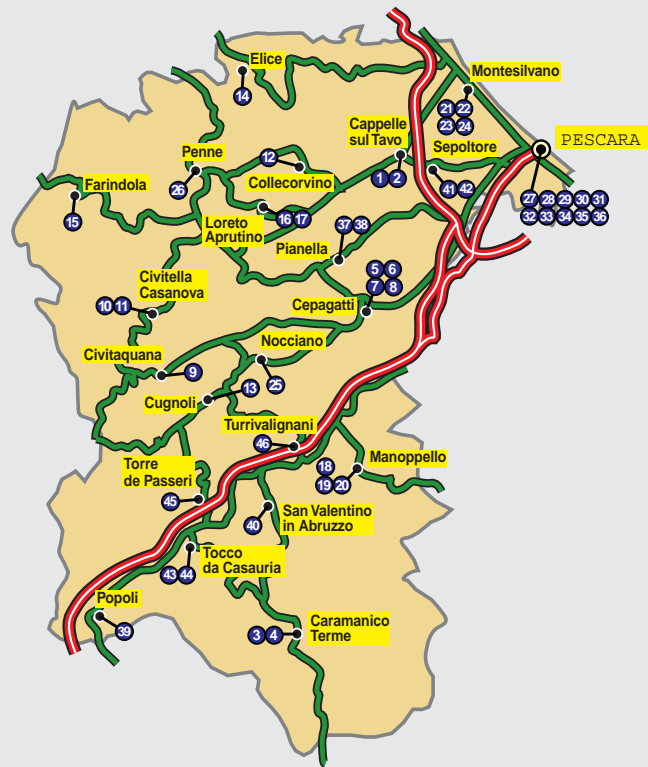 Elice
14
Montesilvano
21 22
23 24
PESCARA
27 28 29 30 31
32 33 34 35 36
Cappelle
sul Tavo
1 2
Sepoltore
41 42
12
Collecorvino
Penne
26
Farindola
15
16 17
Loreto
Aprutino
37 38
Pianella
Civitella
Casanova
10 11
5 6
7 8
Cepagatti
Nocciano
25
Civitaquana
9
13
Cugnoli
Turrivalignani
46
18
19 20
Manoppello
Torre
de Passeri
45
San Valentino
in Abruzzo
40
Tocco
da Casauria
43 44
Popoli
39
Caramanico
Terme
3 4